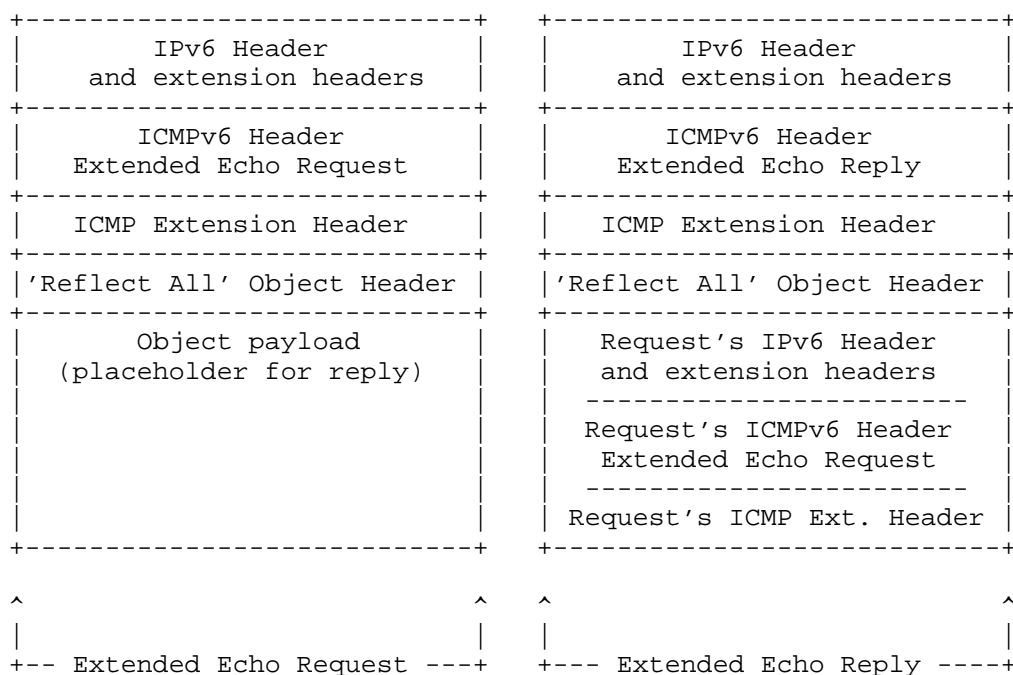 +-----------------------------+   +-----------------------------+
|         IPv6 Header         |   |         IPv6 Header         |
|    and extension headers    |   |    and extension headers    |
+-----------------------------+   +-----------------------------+
|       ICMPv6 Header         |   |       ICMPv6 Header         |
|   Extended Echo Request     |   |    Extended Echo Reply      |
+-----------------------------+   +-----------------------------+
|   ICMP Extension Header     |   |   ICMP Extension Header     |
+-----------------------------+   +-----------------------------+
|’Reflect All’ Object Header  |   |’Reflect All’ Object Header  |
+-----------------------------+   +-----------------------------+
|       Object payload        |   |   Request’s IPv6 Header     |
|  (placeholder for reply)    |   |   and extension headers     |
|                             |   |  -------------------------  |
|                             |   |  Request’s ICMPv6 Header    |
|                             |   |   Extended Echo Request     |
|                             |   |  -------------------------  |
|                             |   | Request’s ICMP Ext. Header  |
+-----------------------------+   +-----------------------------+
^                             ^   ^                             ^
|                             |   |                             |
+-- Extended Echo Request ---+   +--- Extended Echo Reply ----+